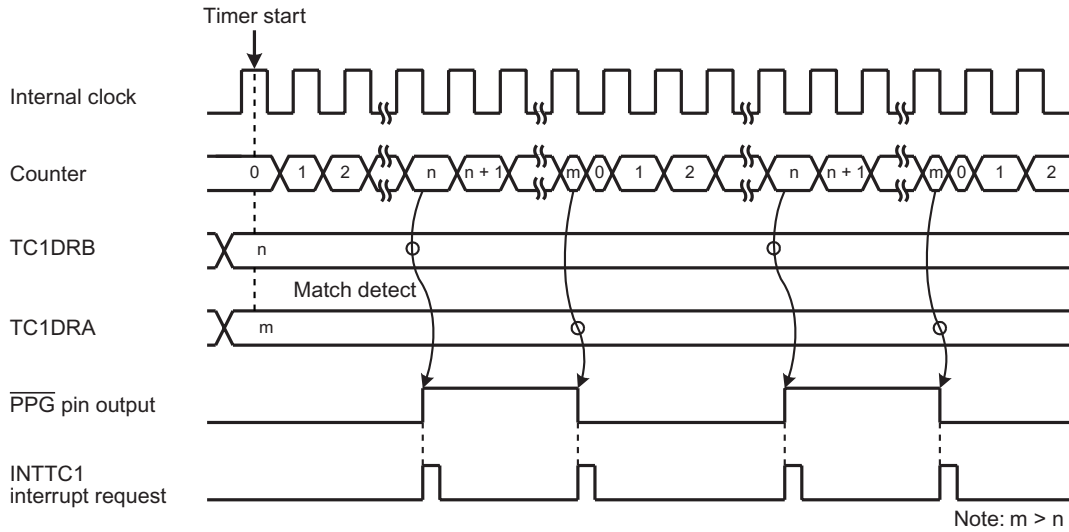 Timer start
Internal clock
Counter
0 1 2 n n + 1 m 0 1 2 n n + 1 m 0 1 2
TC1DRB
n
Match detect
TC1DRA
m
PPG pin output
INTTC1
interrupt request
Note: m > n